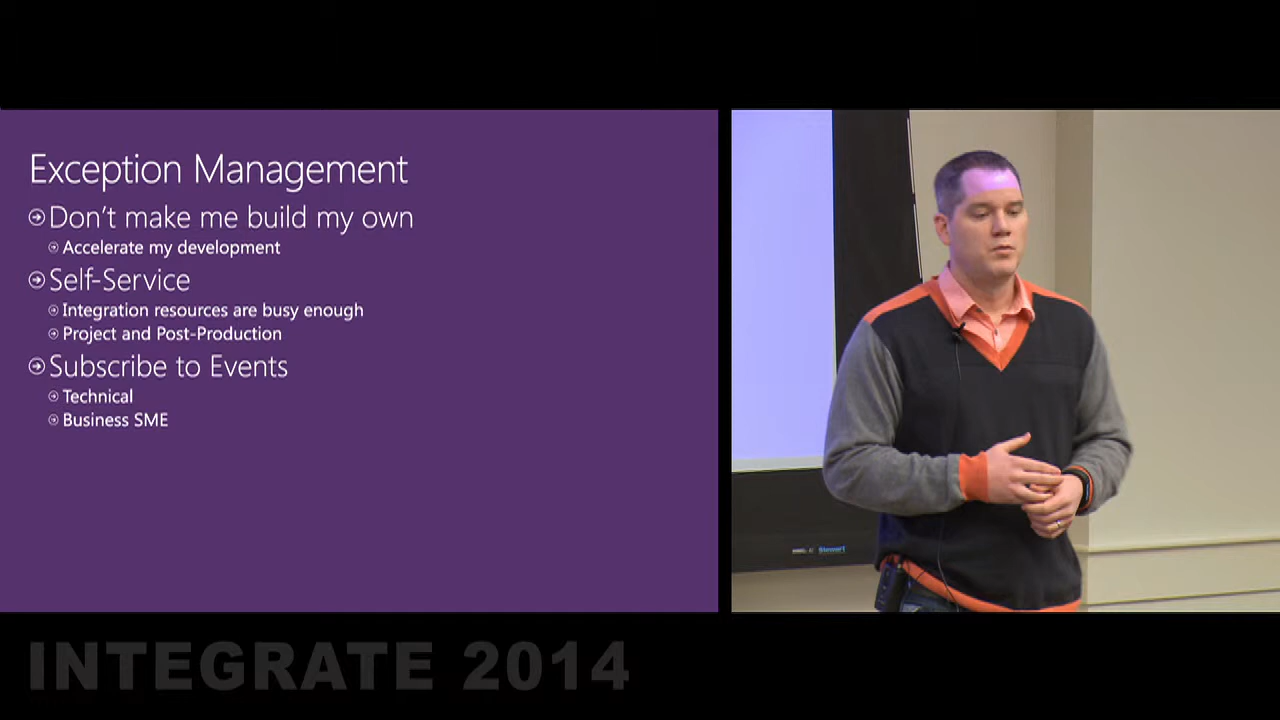 Exception Management
Don't make me build my own
Accelerate my development
Self-Service
Integration resources are busy enough
Project and Post-Production
Subscribe to Events
Technical
Business SME
Stewart
INTEGRATE 2014